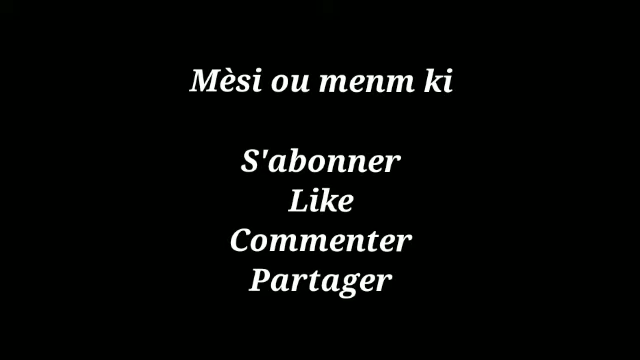 Mèsi ou menm ki
S'abonner
Like
Commenter
Partager